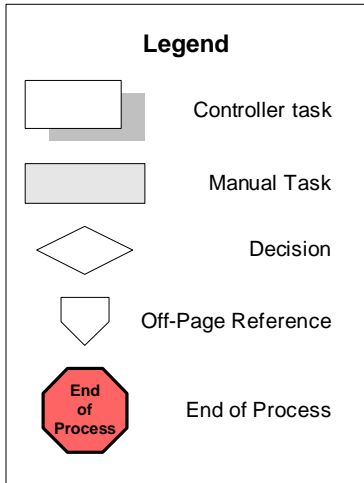 Legend
Controller task
Manual Task
Decision
Off-Page Reference
End
of
Process
End of Process